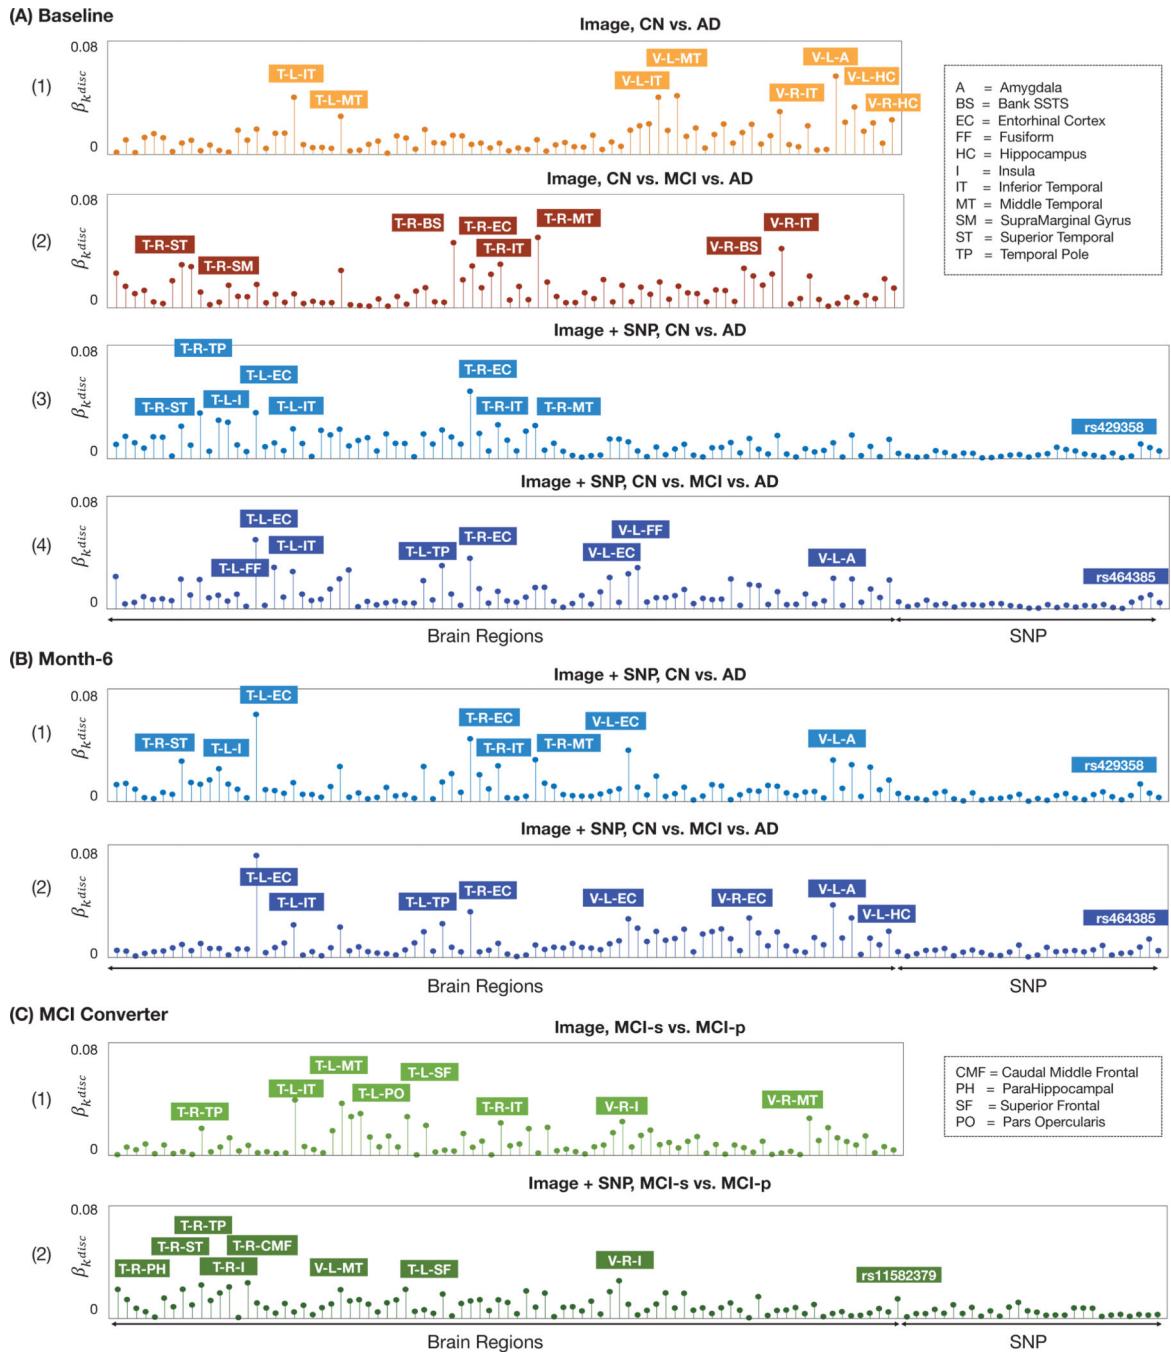 (A) Baseline
Image, CN vs. AD
(1)
βₖdisc
0.08
0
T-L-IT
T-L-MT
V-L-IT
V-L-MT
V-R-IT
V-L-A
V-L-HC
V-R-HC
A = Amygdala
BS = Bank SSTS
EC = Entorhinal Cortex
FF = Fusiform
HC = Hippocampus
I = Insula
IT = Inferior Temporal
MT = Middle Temporal
SM = SupraMarginal Gyrus
ST = Superior Temporal
TP = Temporal Pole
Image, CN vs. MCI vs. AD
(2)
βₖdisc
0.08
0
T-R-ST
T-R-SM
T-R-BS
T-R-EC
T-R-IT
T-R-MT
V-R-BS
V-R-IT
Image + SNP, CN vs. AD
(3)
βₖdisc
0.08
0
T-R-TP
T-R-ST
T-L-I
T-L-EC
T-L-IT
T-R-EC
T-R-IT
T-R-MT
rs429358
Image + SNP, CN vs. MCI vs. AD
(4)
βₖdisc
0.08
0
T-L-EC
T-L-FF
T-L-IT
T-L-TP
T-R-EC
V-L-FF
V-L-EC
V-L-A
rs464385
Brain Regions
SNP
(B) Month-6
Image + SNP, CN vs. AD
(1)
βₖdisc
0.08
0
T-R-ST
T-L-I
T-L-EC
T-R-EC
T-R-IT
T-R-MT
V-L-EC
V-L-A
rs429358
Image + SNP, CN vs. MCI vs. AD
(2)
βₖdisc
0.08
0
T-L-EC
T-L-IT
T-L-TP
T-R-EC
V-L-EC
V-R-EC
V-L-A
V-L-HC
rs464385
Brain Regions
SNP
(C) MCI Converter
Image, MCI-s vs. MCI-p
(1)
βₖdisc
0.08
0
T-R-TP
T-L-IT
T-L-MT
T-L-PO
T-L-SF
T-R-IT
V-R-I
V-R-MT
CMF = Caudal Middle Frontal
PH = ParaHippocampal
SF = Superior Frontal
PO = Pars Opercularis
Image + SNP, MCI-s vs. MCI-p
(2)
βₖdisc
0.08
0
T-R-TP
T-R-ST
T-R-CMF
T-R-PH
T-R-I
V-L-MT
T-L-SF
V-R-I
rs11582379
Brain Regions
SNP